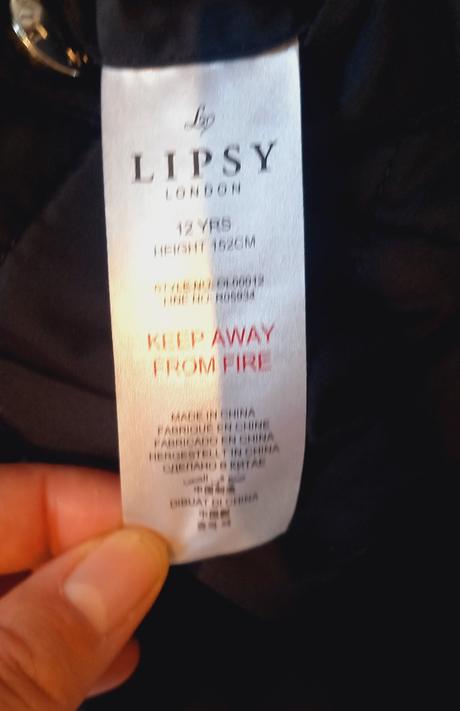 Lip
LIPSY
LONDON
12 YRS
HEIGHT 152CM
KEEP AWAY
FROM FIRE
MADE IN CHINA
FABRIQUE EN CHINE
FABRICADO EN CHINA
HERGESTELLT IN CHINA
СДЕЛАНО В КИТАЕ
DIBUAT DI CHINA